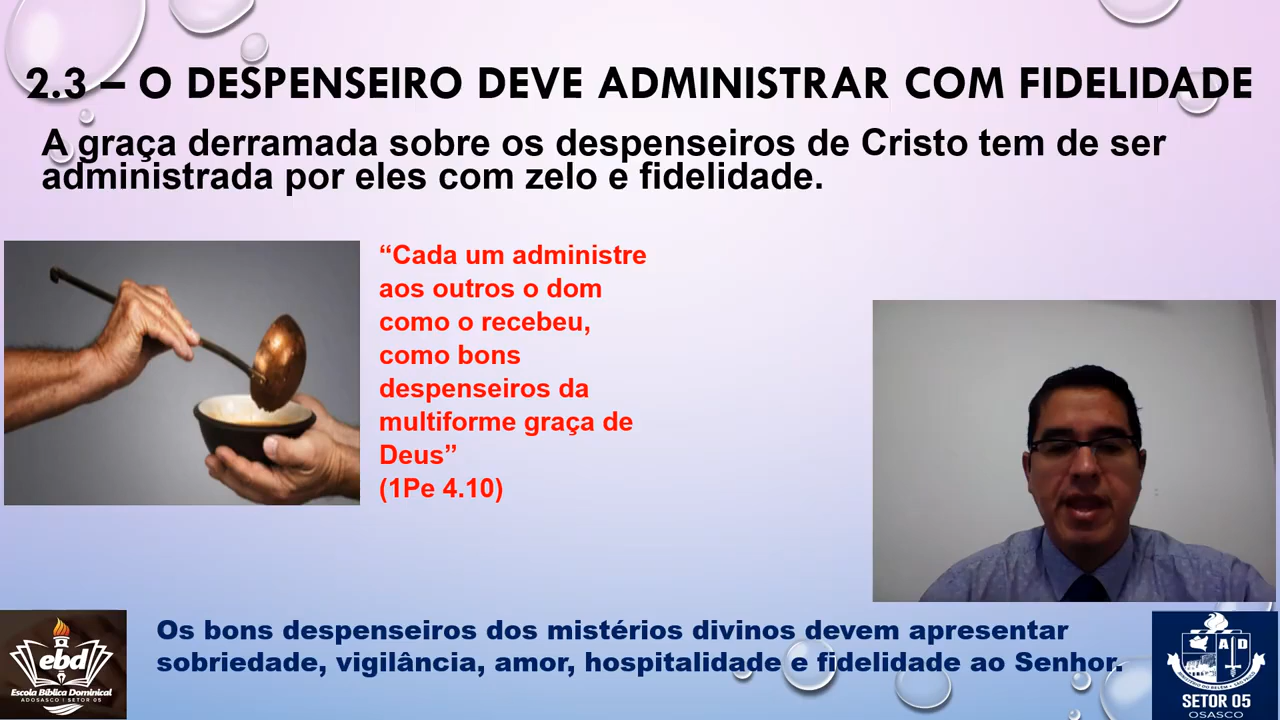 2.3 – O DESPENSEIRO DEVE ADMINISTRAR COM FIDELIDADE
A graça derramada sobre os despenseiros de Cristo tem de ser
administrada por eles com zelo e fidelidade.
“Cada um administre
aos outros o dom
como o recebeu,
como bons
despenseiros da
multiforme graça de
Deus”
(1Pe 4.10)
Os bons despenseiros dos mistérios divinos devem apresentar
sobriedade, vigilância, amor, hospitalidade e fidelidade ao Senhor.
ebd
Escola Bíblica Dominical
ADOSASCO | SETOR 05
A D
SETOR 05
OSASCO